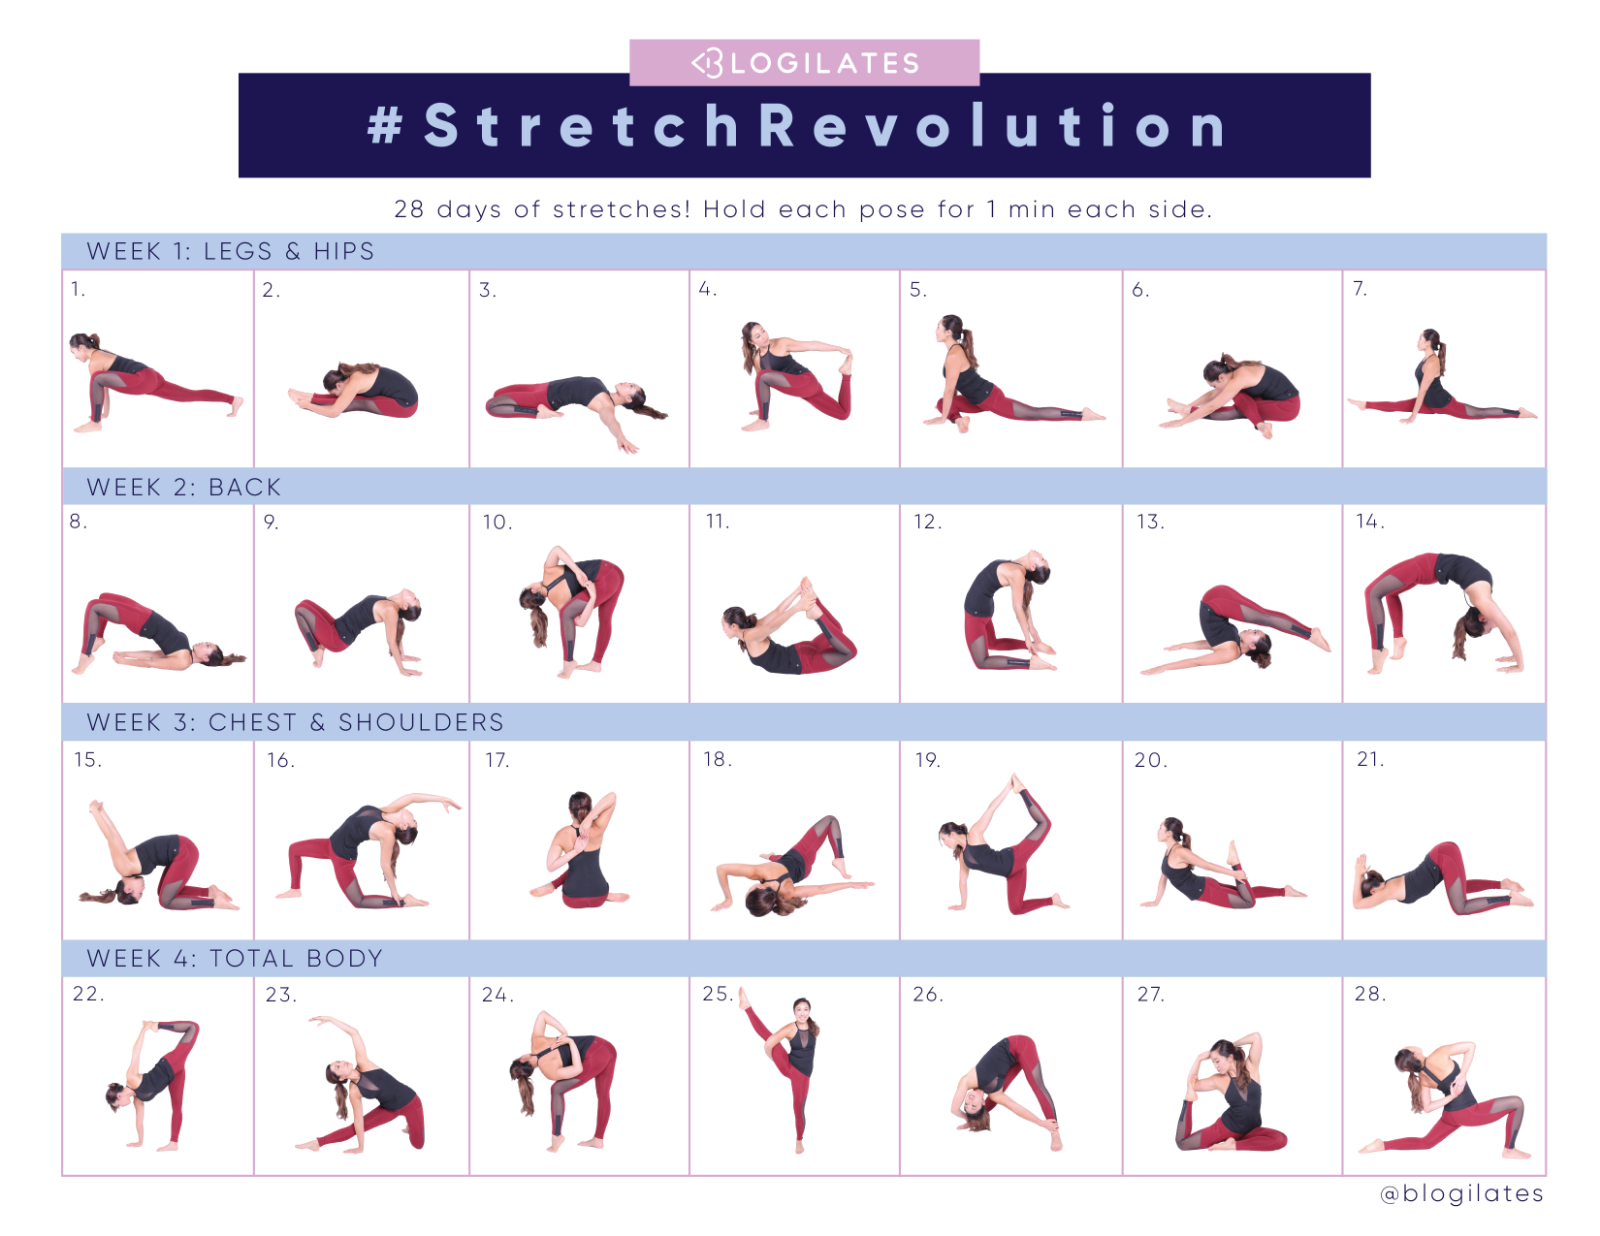 BLOGILATES
#StretchRevolution
28 days of stretches! Hold each pose for 1 min each side.
WEEK 1: LEGS & HIPS
1. 2. 3. 4. 5. 6. 7.
WEEK 2: BACK
8. 9. 10. 11. 12. 13. 14.
WEEK 3: CHEST & SHOULDERS
15. 16. 17. 18. 19. 20. 21.
WEEK 4: TOTAL BODY
22. 23. 24. 25. 26. 27. 28.
@blogilates